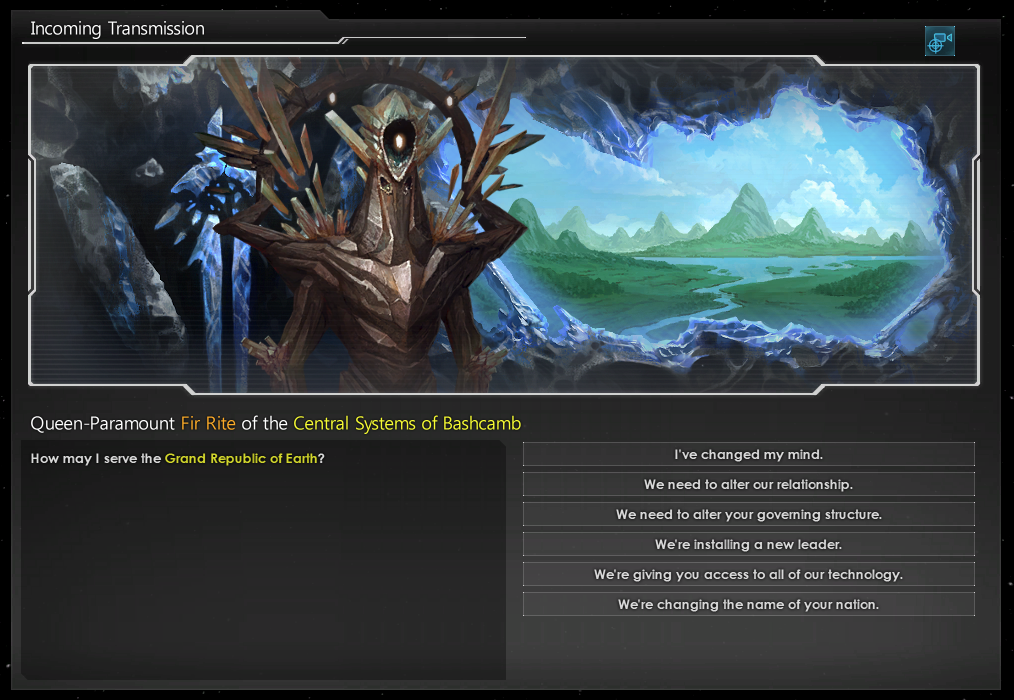 Incoming Transmission
Queen-Paramount Fir Rite of the Central Systems of Bashcamb
How may I serve the Grand Republic of Earth?
I've changed my mind.
We need to alter our relationship.
We need to alter your governing structure.
We're installing a new leader.
We're giving you access to all of our technology.
We're changing the name of your nation.